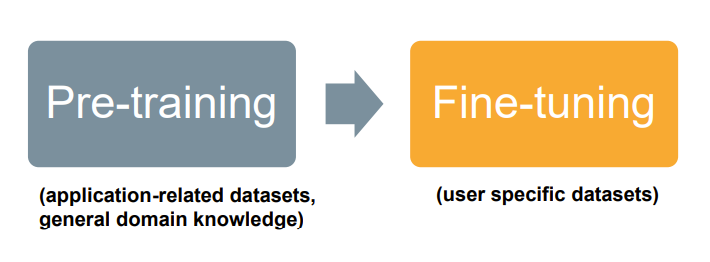 Pre-training
Fine-tuning
(application-related datasets,
general domain knowledge)
(user specific datasets)